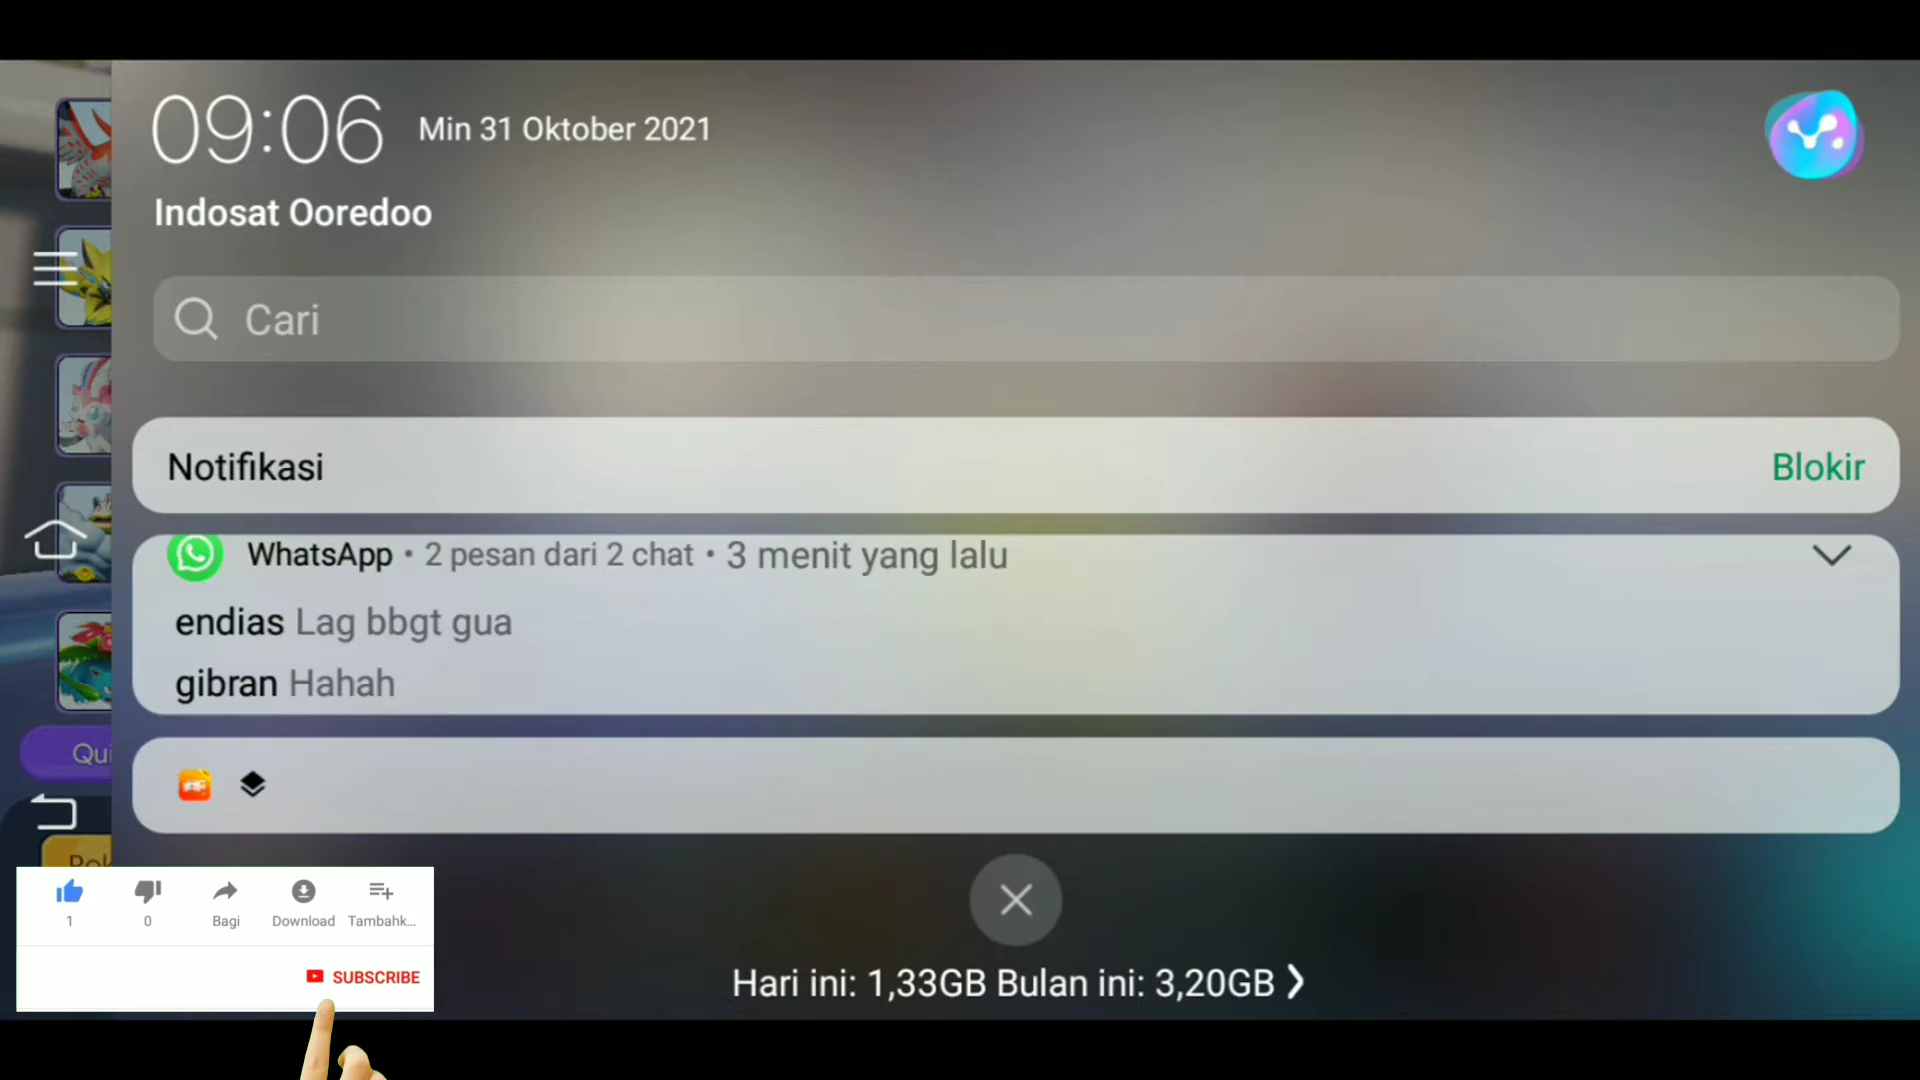 09:06 Min 31 Oktober 2021
Indosat Ooredoo
Cari
Notifikasi Blokir
WhatsApp • 2 pesan dari 2 chat • 3 menit yang lalu
endias Lag bbgt gua
gibran Hahah
Qui
Pok
1 0 Bagi Download Tambahk...
SUBSCRIBE
Hari ini: 1,33GB Bulan ini: 3,20GB